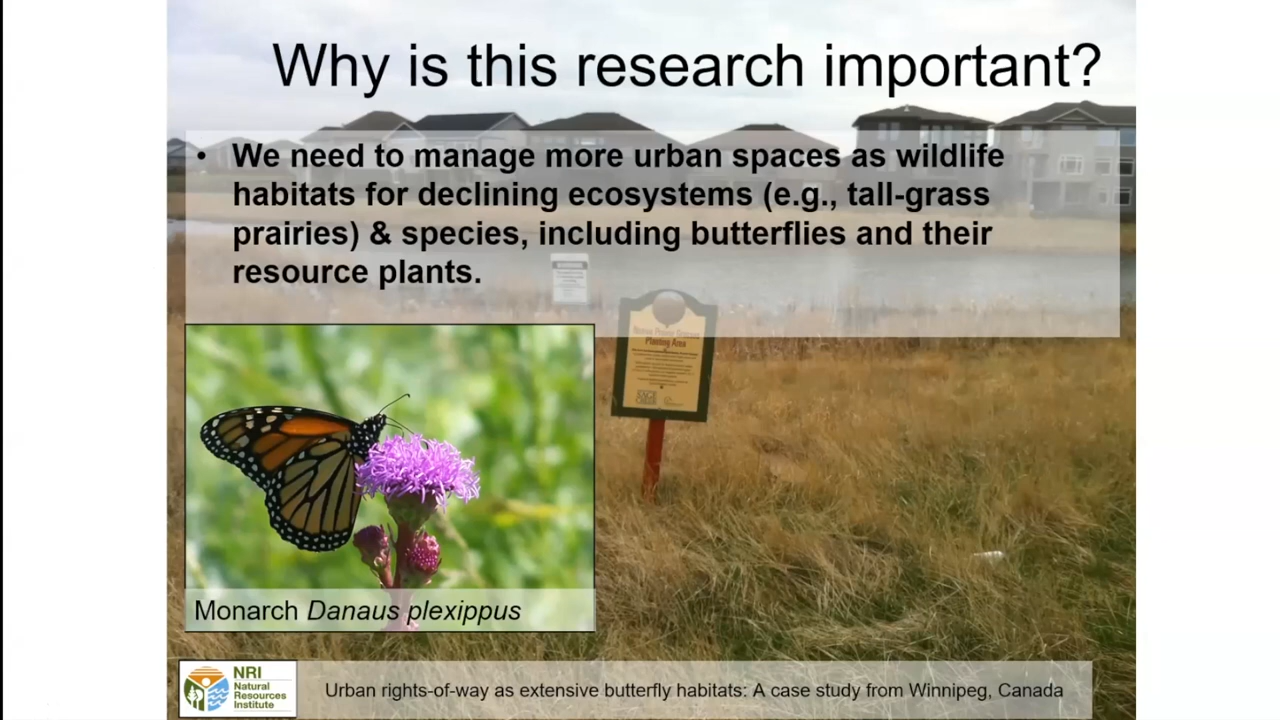 Why is this research important?
• We need to manage more urban spaces as wildlife
habitats for declining ecosystems (e.g., tall-grass
prairies) & species, including butterflies and their
resource plants.
Planting Area
Monarch Danaus plexippus
NRI
Natural
Resources
Institute
Urban rights-of-way as extensive butterfly habitats: A case study from Winnipeg, Canada